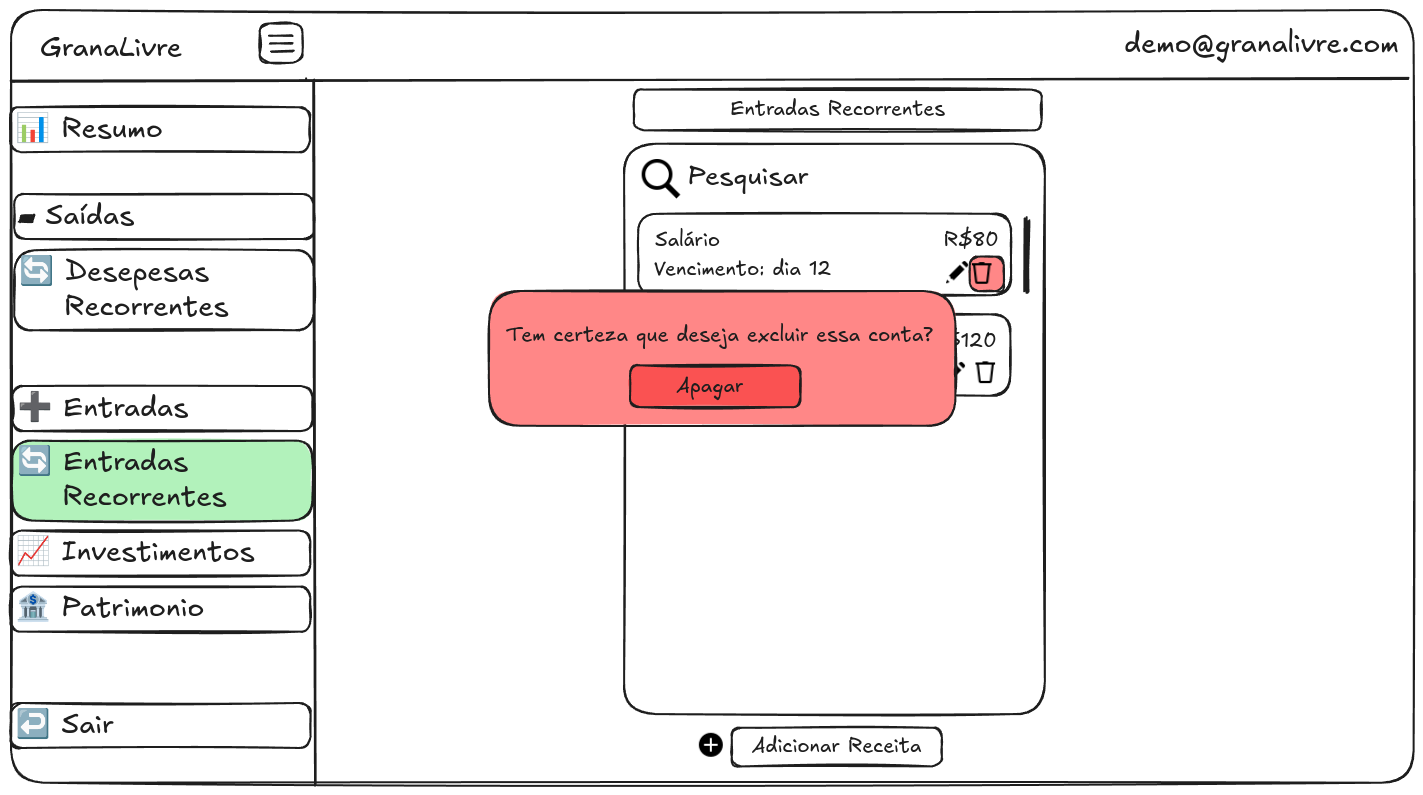 GranaLivre
demo@granalivre.com
Resumo
Saídas
Desepesas
Recorrentes
Entradas
Entradas
Recorrentes
Investimentos
Patrimonio
Sair
Entradas Recorrentes
Pesquisar
Salário R$80
Vencimento: dia 12
$120
Tem certeza que deseja excluir essa conta?
Apagar
Adicionar Receita